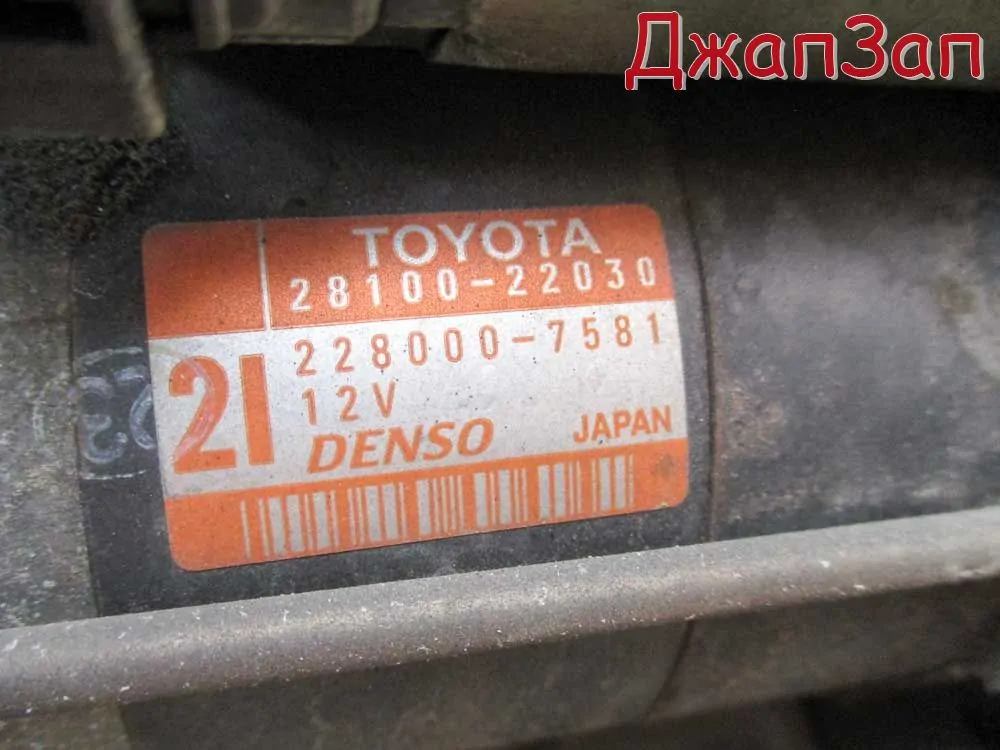 ДжапЗап
TOYOTA
28100-22030
21 228000-7581
12V
DENSO JAPAN